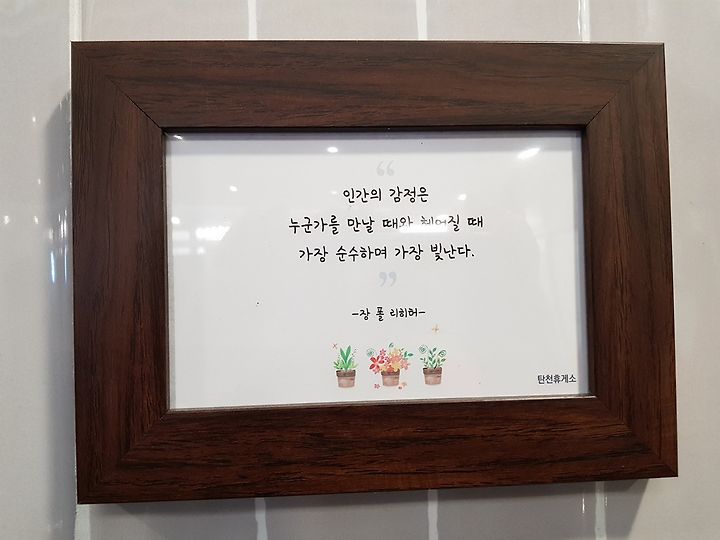 “
인간의 감정은
누군가를 만날 때와 헤어질 때
가장 순수하며 가장 빛난다.
”
-장 폴 리히터-
탄천휴게소